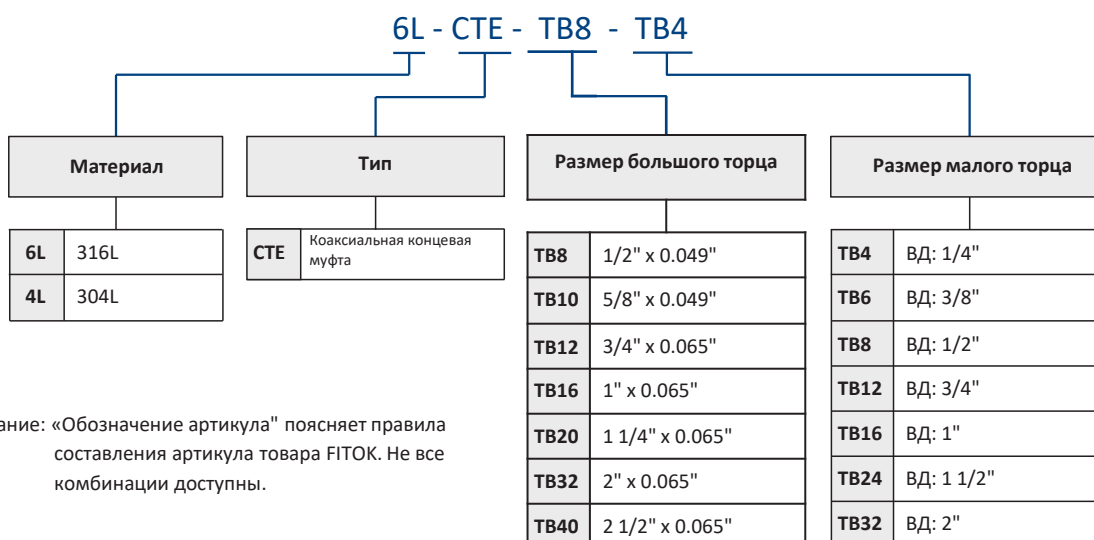 6L - CTE - TB8 - TB4
Материал
Тип
Размер большого торца
Размер малого торца
6L 316L
4L 304L
CTE Коаксиальная концевая
муфта
TB8 1/2" x 0.049"
TB10 5/8" x 0.049"
TB12 3/4" x 0.065"
TB16 1" x 0.065"
TB20 1 1/4" x 0.065"
TB32 2" x 0.065"
TB40 2 1/2" x 0.065"
TB4 ВД: 1/4"
TB6 ВД: 3/8"
TB8 ВД: 1/2"
TB12 ВД: 3/4"
TB16 ВД: 1"
TB24 ВД: 1 1/2"
TB32 ВД: 2"
ание: «Обозначение артикула" поясняет правила
составления артикула товара FITOK. Не все
комбинации доступны.